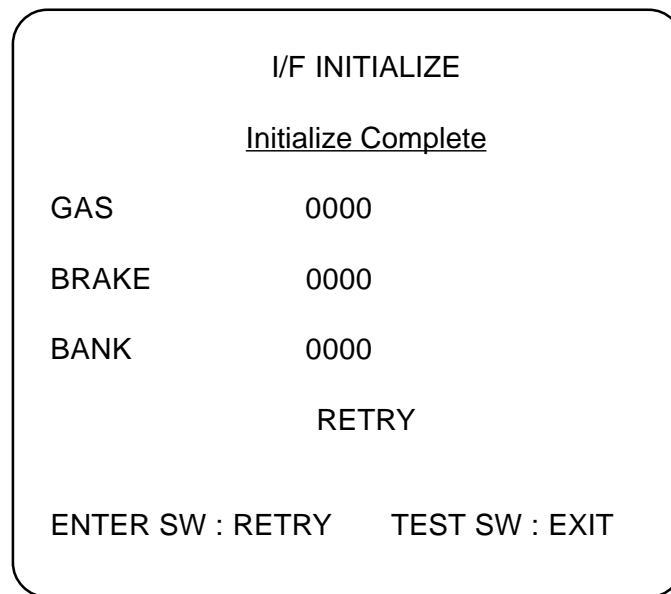 I/F INITIALIZE
Initialize Complete
GAS 0000
BRAKE 0000
BANK 0000
RETRY
ENTER SW : RETRY TEST SW : EXIT